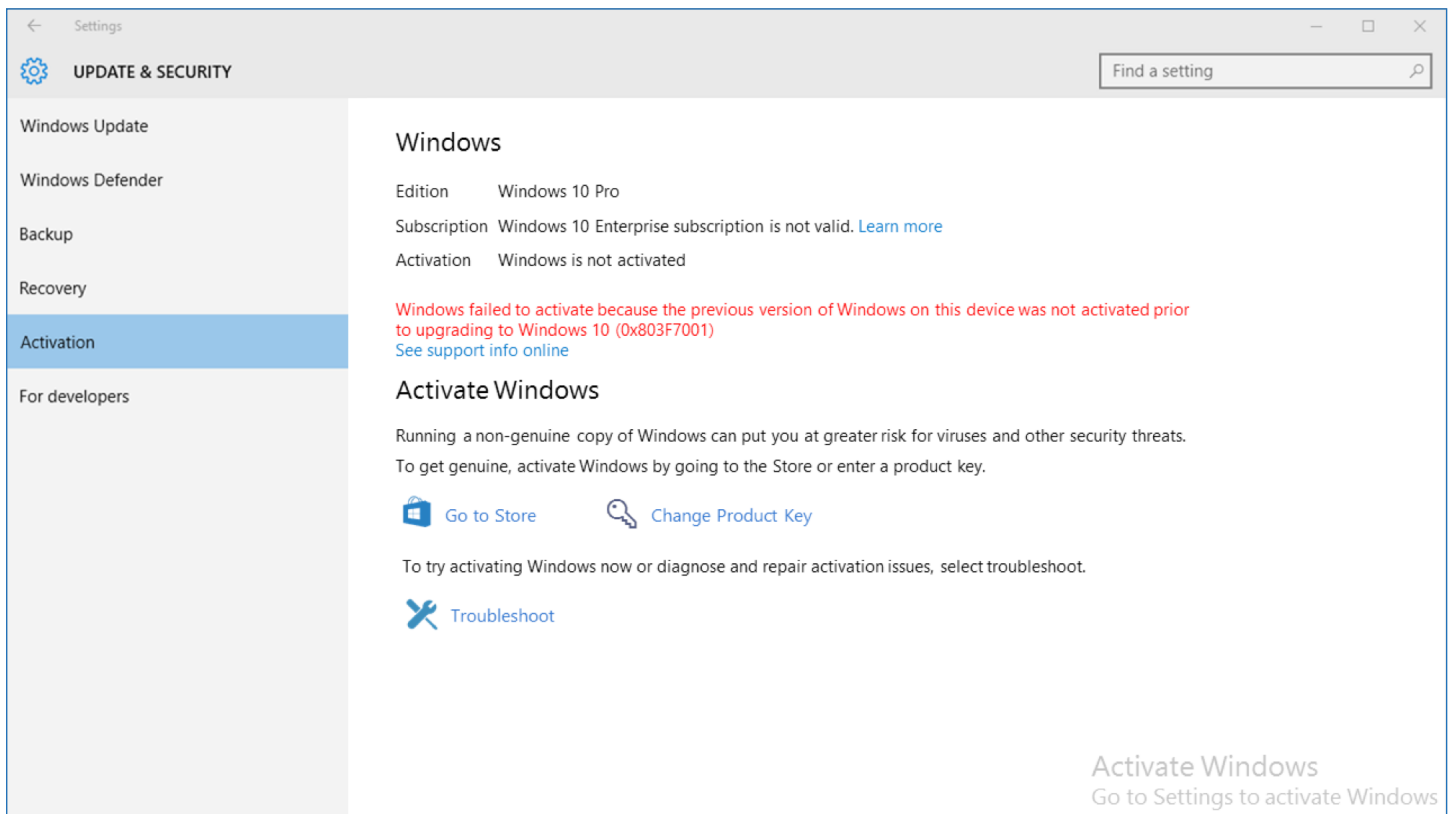 Settings
UPDATE & SECURITY
Find a setting
Windows Update
Windows Defender
Backup
Recovery
Activation
For developers
Windows
Edition Windows 10 Pro
Subscription Windows 10 Enterprise subscription is not valid. Learn more
Activation Windows is not activated
Windows failed to activate because the previous version of Windows on this device was not activated prior
to upgrading to Windows 10 (0x803F7001)
See support info online
Activate Windows
Running a non-genuine copy of Windows can put you at greater risk for viruses and other security threats.
To get genuine, activate Windows by going to the Store or enter a product key.
Go to Store Change Product Key
To try activating Windows now or diagnose and repair activation issues, select troubleshoot.
Troubleshoot
Activate Windows
Go to Settings to activate Windows